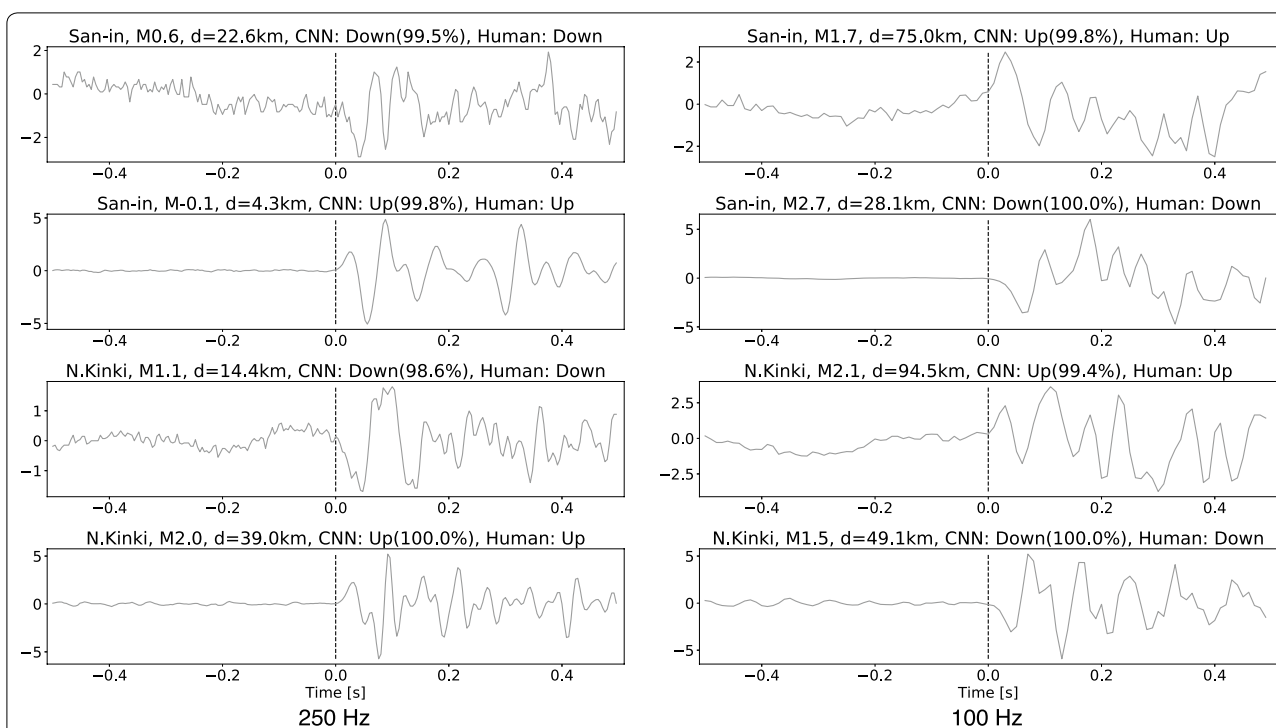 San-in, M0.6, d=22.6km, CNN: Down(99.5%), Human: Down
2
0
−2
−0.4 −0.2 0.0 0.2 0.4
San-in, M-0.1, d=4.3km, CNN: Up(99.8%), Human: Up
5
0
−5
−0.4 −0.2 0.0 0.2 0.4
N.Kinki, M1.1, d=14.4km, CNN: Down(98.6%), Human: Down
1
0
−1
−0.4 −0.2 0.0 0.2 0.4
N.Kinki, M2.0, d=39.0km, CNN: Up(100.0%), Human: Up
5
0
−5
−0.4 −0.2 0.0 0.2 0.4
Time [s]
250 Hz
San-in, M1.7, d=75.0km, CNN: Up(99.8%), Human: Up
2
0
−2
−0.4 −0.2 0.0 0.2 0.4
San-in, M2.7, d=28.1km, CNN: Down(100.0%), Human: Down
5
0
−5
−0.4 −0.2 0.0 0.2 0.4
N.Kinki, M2.1, d=94.5km, CNN: Up(99.4%), Human: Up
2.5
0.0
−2.5
−0.4 −0.2 0.0 0.2 0.4
N.Kinki, M1.5, d=49.1km, CNN: Down(100.0%), Human: Down
5
0
−5
−0.4 −0.2 0.0 0.2 0.4
Time [s]
100 Hz